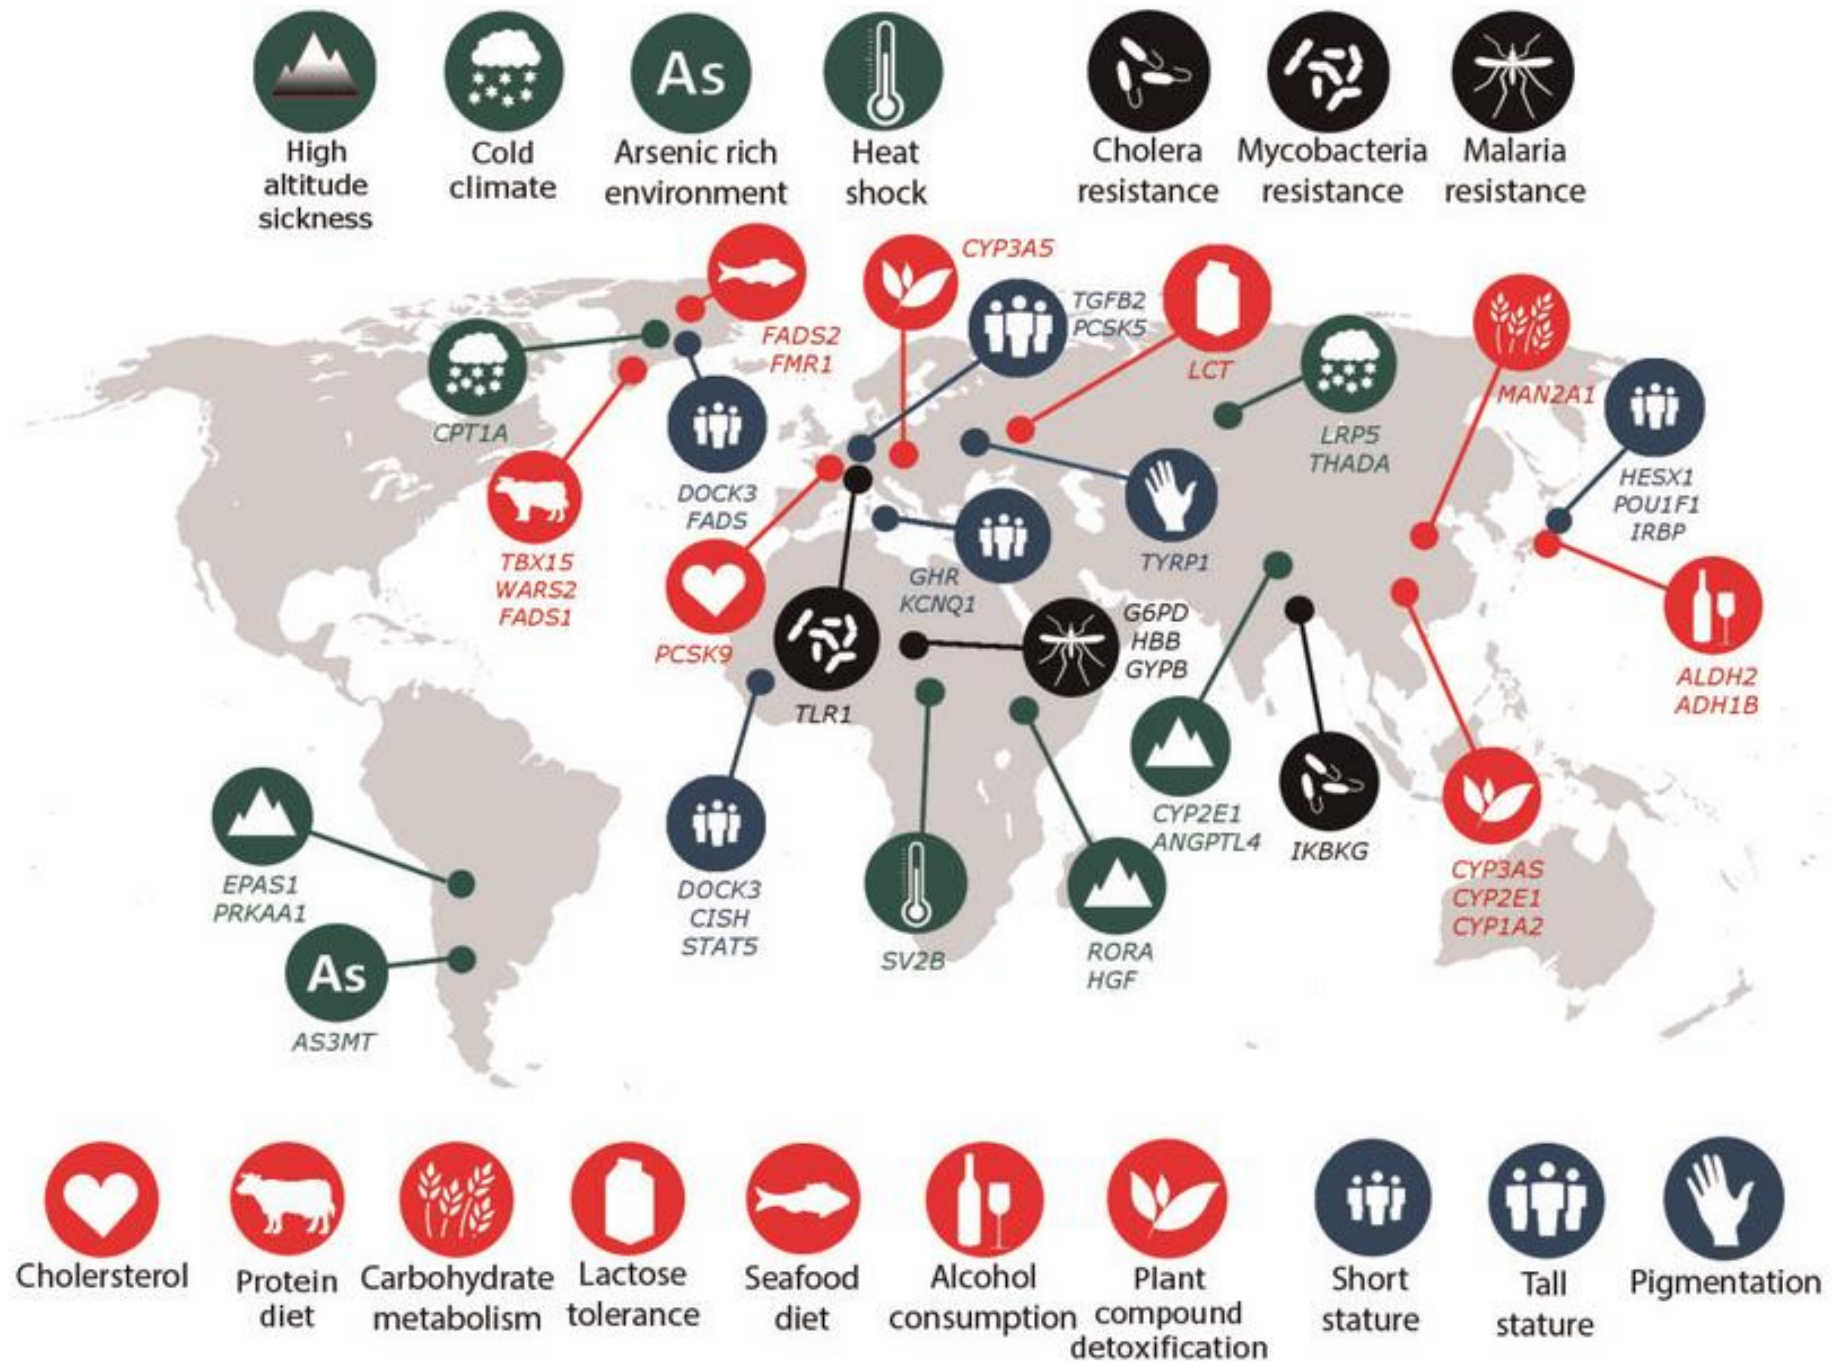 High
altitude
sickness
Cold
climate
As
Arsenic rich
environment
Heat
shock
Cholera
resistance
Mycobacteria
resistance
Malaria
resistance
CYP3A5
TGFB2
PCSK5
FADS2
FMR1
LCT
MAN2A1
CPT1A
LRP5
THADA
HESX1
POU1F1
IRBP
DOCK3
FADS
TBX15
WARS2
FADS1
TYRP1
GHR
KCNQ1
G6PD
HBB
GYPB
PCSK9
TLR1
ALDH2
ADH1B
CYP2E1
ANGPTL4
IKBKG
CYP3AS
CYP2E1
CYP1A2
EPAS1
PRKAA1
DOCK3
CISH
STAT5
SV2B
RORA
HGF
As
AS3MT
Cholersterol
Protein
diet
Carbohydrate
metabolism
Lactose
tolerance
Seafood
diet
Alcohol
consumption
Plant
compound
detoxification
Short
stature
Tall
stature
Pigmentation